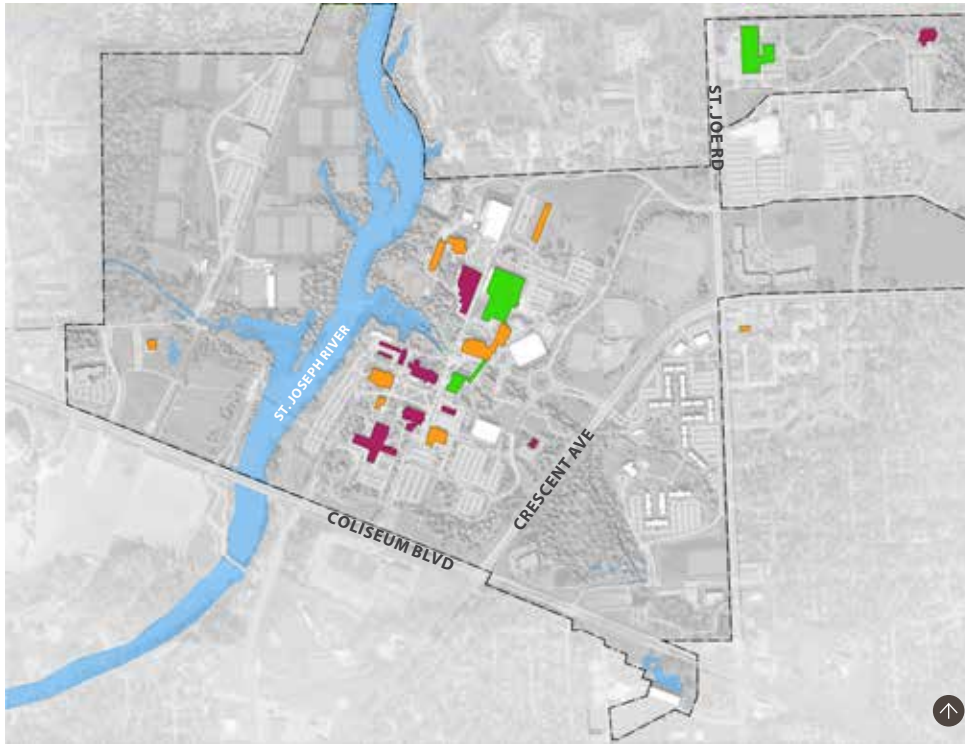 ST. JOE RD
ST. JOSEPH RIVER
CRESCENT AVE
COLISEUM BLVD